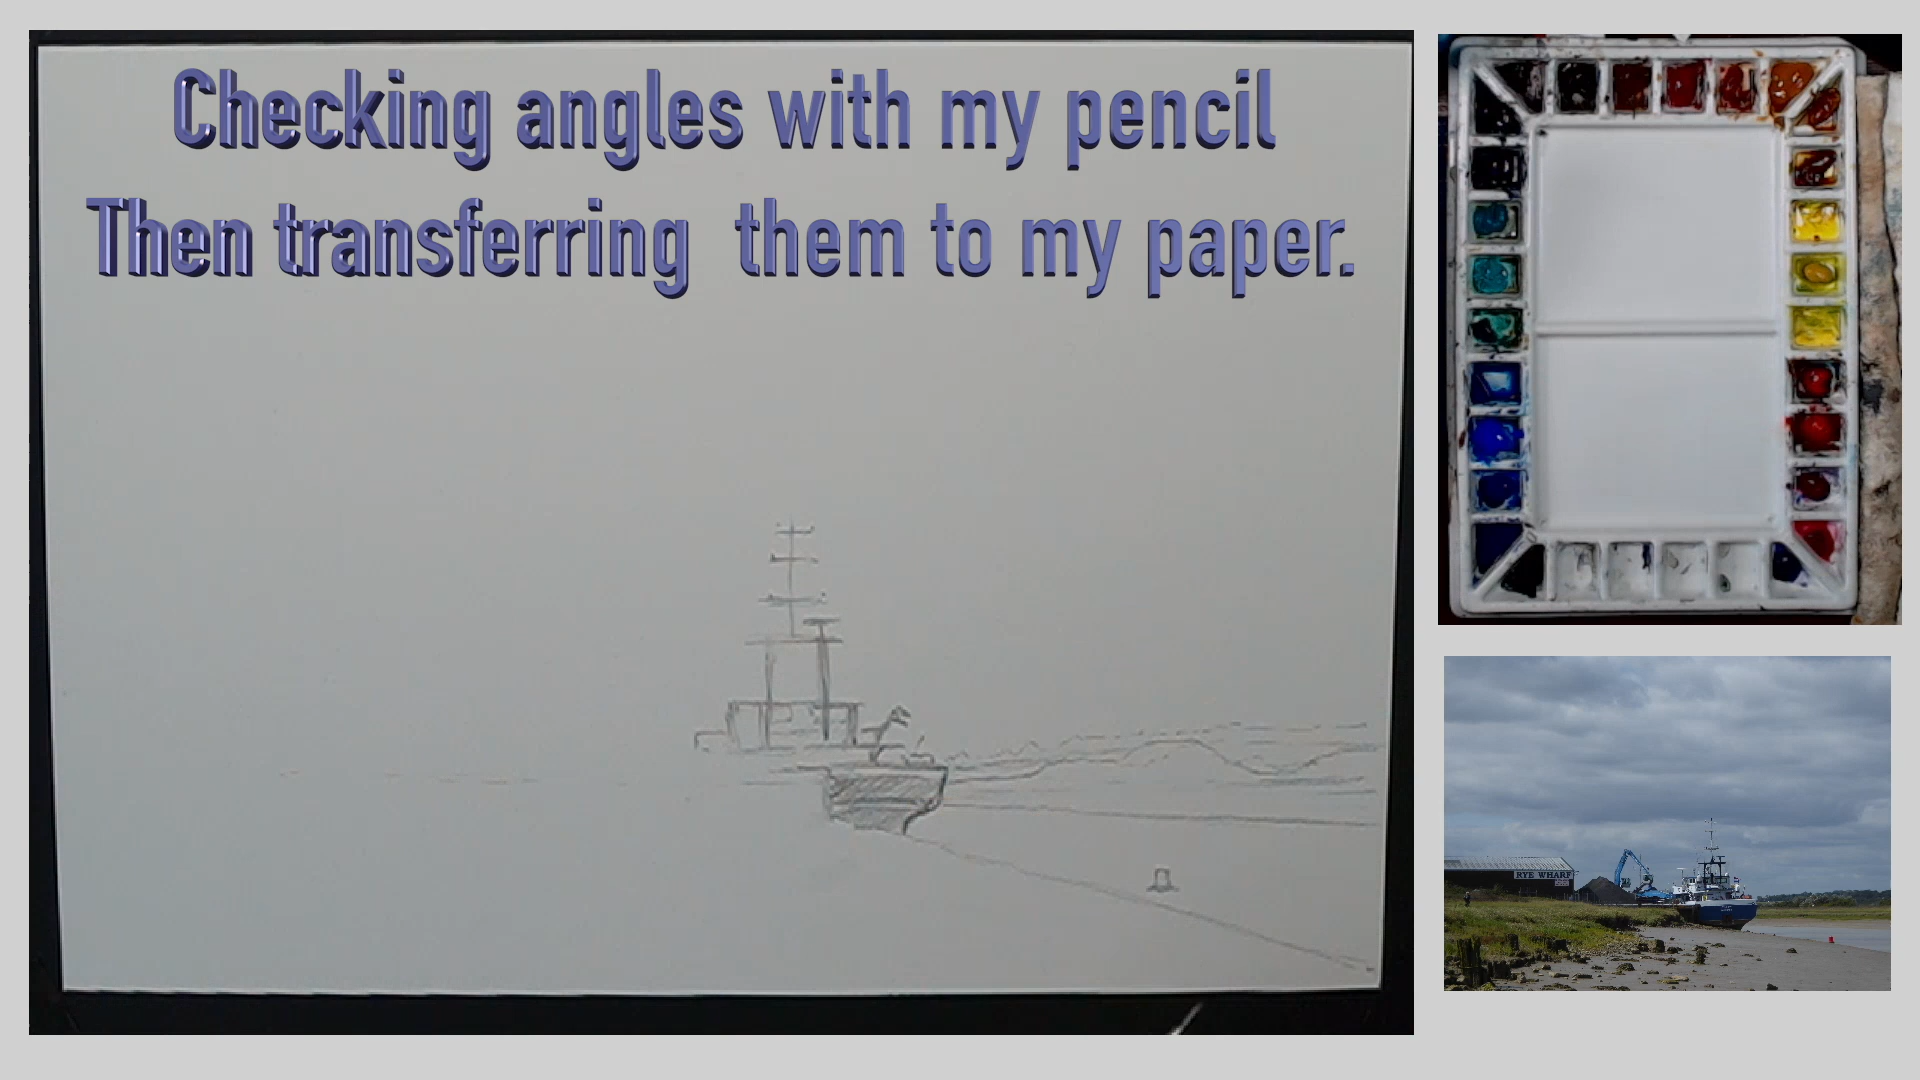 Checking angles with my pencil
Then transferring  them to my paper.
RYE WHARF